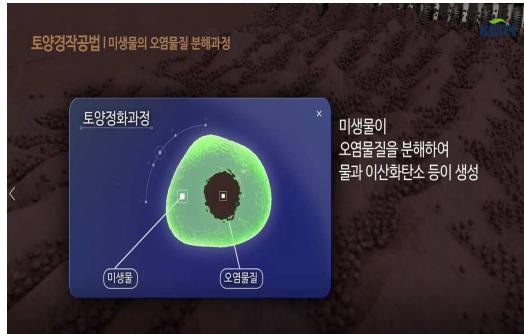 토양경작공법 | 미생물의 오염물질 분해과정
토양정화과정
x
미생물
오염물질
미생물이
오염물질을 분해하여
물과 이산화탄소 등이 생성